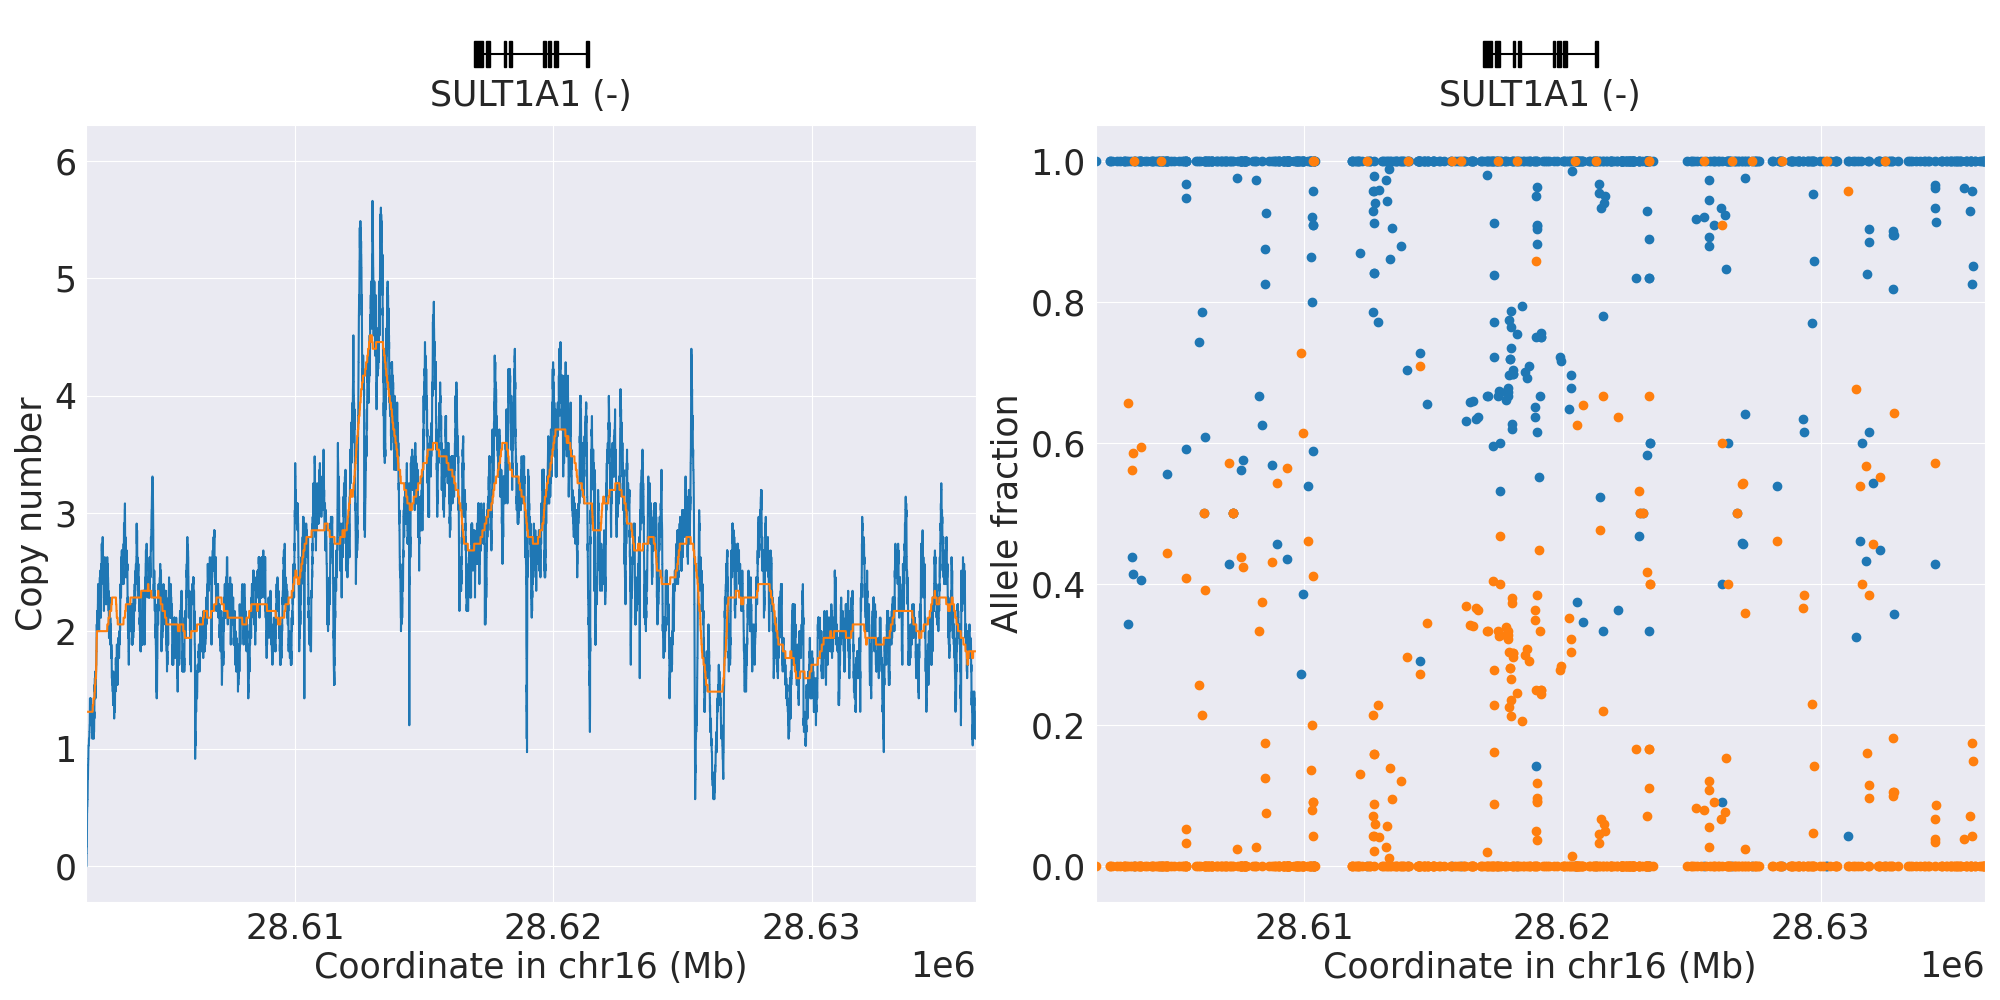 SULT1A1 (-)
Copy number
6
5
4
3
2
1
0
28.61
28.62
28.63
Coordinate in chr16 (Mb)
1e6
SULT1A1 (-)
Allele fraction
1.0
0.8
0.6
0.4
0.2
0.0
28.61
28.62
28.63
Coordinate in chr16 (Mb)
1e6